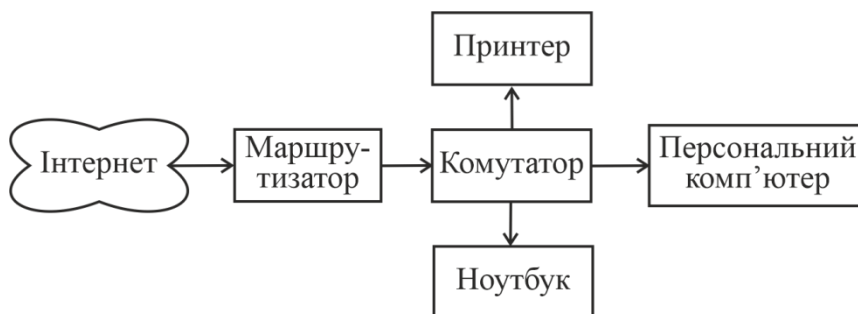 Принтер
Інтернет
Маршру-
тизатор
Комутатор
Персональний
комп’ютер
Ноутбук